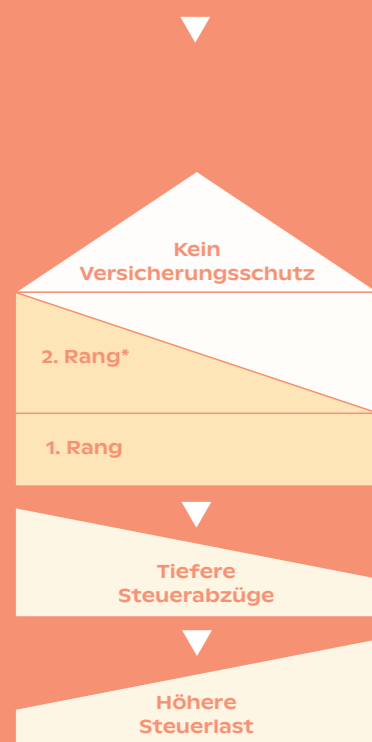 Kein
Versicherungsschutz
2. Rang*
1. Rang
Tiefere
Steuerabzüge
Höhere
Steuerlast